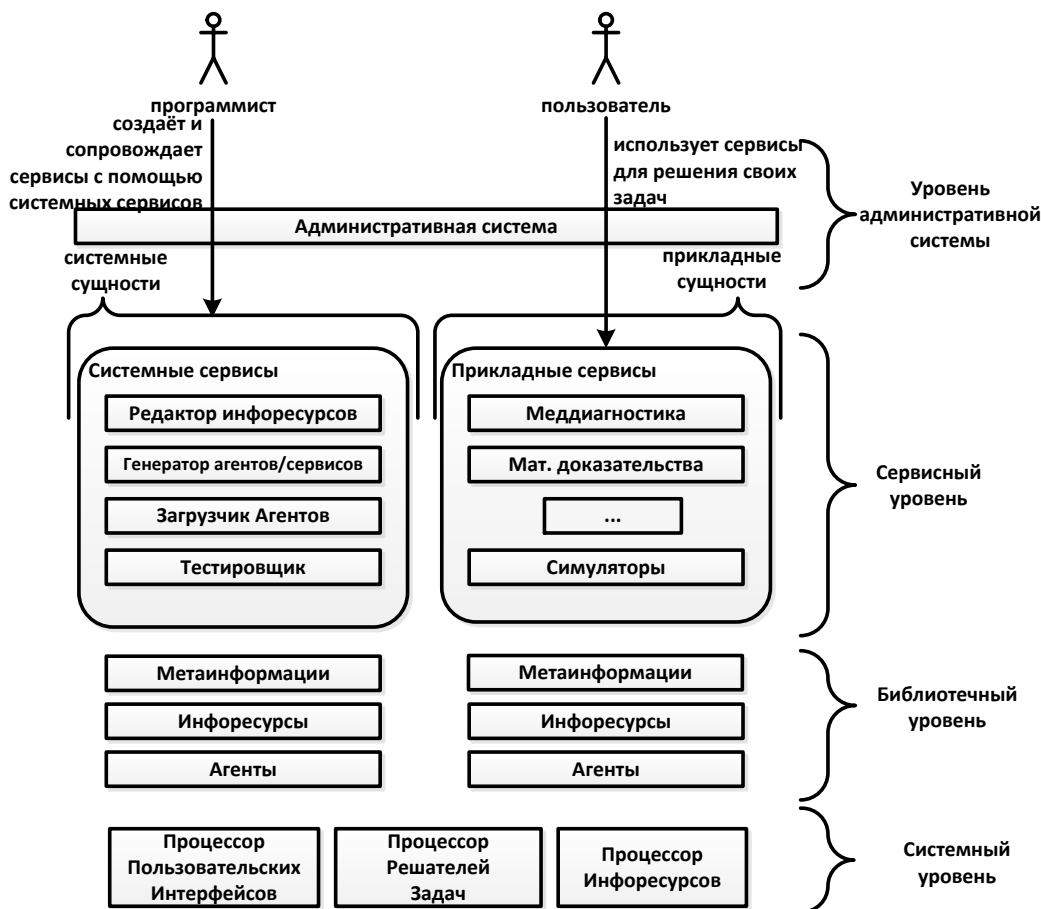 программист
создаёт и
сопровождает
сервисы с помощью
системных сервисов
пользователь
использует сервисы
для решения своих
задач
Административная система
Уровень
административной
системы
системные
сущности
прикладные
сущности
Системные сервисы
Редактор инфоресурсов
Генератор агентов/сервисов
Загрузчик Агентов
Тестировщик
Прикладные сервисы
Меддиагностика
Мат. доказательства
...
Симуляторы
Сервисный
уровень
Метаинформации
Инфоресурсы
Агенты
Метаинформации
Инфоресурсы
Агенты
Библиотечный
уровень
Процессор
Пользовательских
Интерфейсов
Процессор
Решателей
Задач
Процессор
Инфоресурсов
Системный
уровень